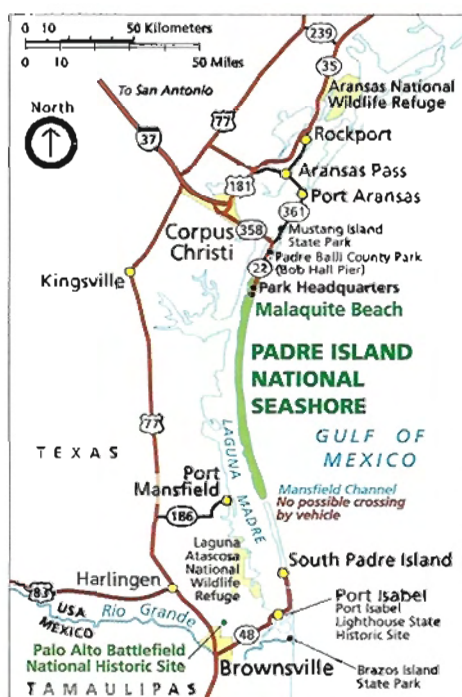 0
50 Kilometers
0
50 Miles
239
35
To San Antonio
Aransas National
Wildlife Refuge
North
77
37
Rockport
Aransas Pass
181
Port Aransas
361
Corpus
Christi
358
Mustang Island
State Park
Padre Balli County Park
(Bob Hall Pier)
22
Kingsville
Park Headquarters
Malaquite Beach
PADRE ISLAND
NATIONAL
SEASHORE
GULF OF
MEXICO
77
TEXAS
LAGUNA MADRE
Port
Mansfield
Mansfield Channel
No possible crossing
by vehicle
186
Laguna
Atascosa
National
Wildlife
Refuge
South Padre Island
Harlingen
83
USA
MEXICO
Rio Grande
Port Isabel
Port Isabel
Lighthouse State
Historic Site
48
Palo Alto Battlefield
National Historic Site
Brownsville
Brazos Island
State Park
TAMAULIPAS